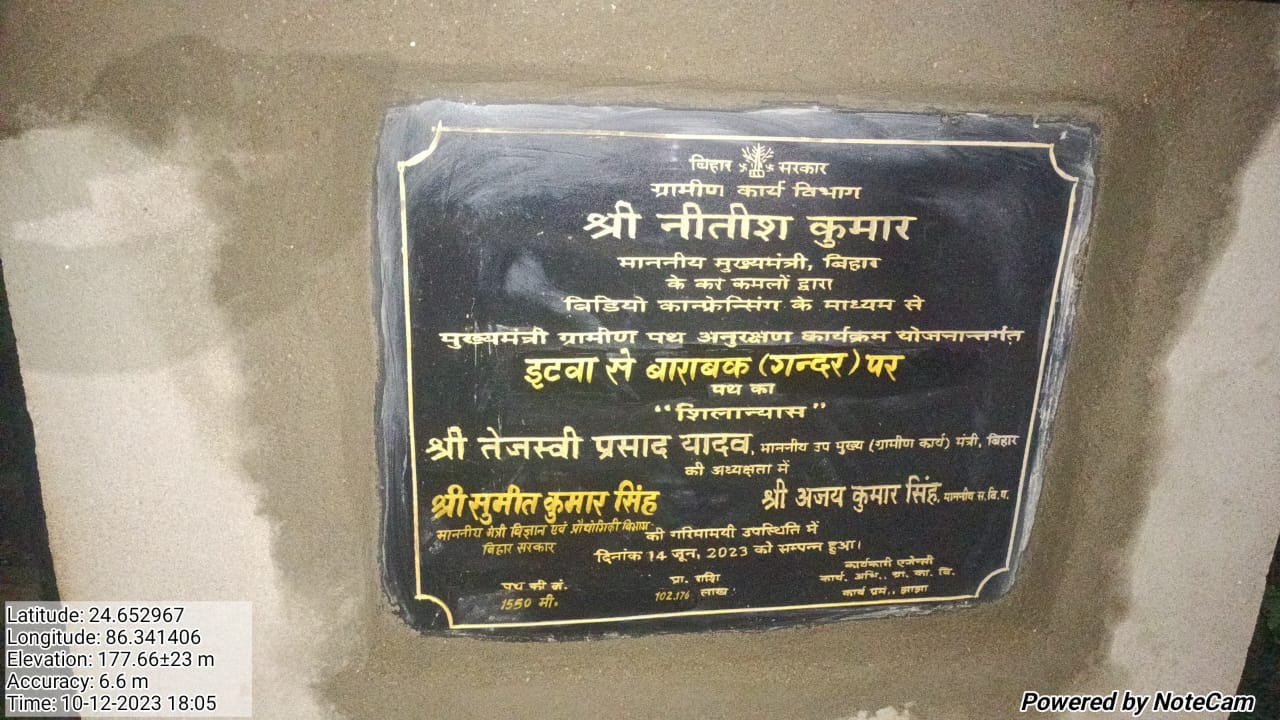 बिहार सरकार
ग्रामीण कार्य विभाग
श्री नीतीश कुमार
माननीय मुख्यमंत्री, बिहार
के कर कमलों द्वारा
विडियो कान्फ्रेन्सिंग के माध्यम से
मुख्यमंत्री ग्रामीण पथ अनुरक्षण कार्यक्रम योजनान्तर्गत
इटवा से बाराबक (गन्दर) पर
पथ का
“शिलान्यास”
श्री तेजस्वी प्रसाद यादव, माननीय उप मुख्य (ग्रामीण कार्य) मंत्री, बिहार
की अध्यक्षता में
श्री सुमीत कुमार सिंह
माननीय मंत्री विज्ञान एवं प्रौद्योगिकी विभाग
बिहार सरकार
श्री अजय कुमार सिंह, माननीय स.वि.प.
की गरिमामयी उपस्थिति में
दिनांक 14 जून, 2023 को सम्पन्न हुआ।
पथ की लं.
1550 मी.
प्रा. राशि
102.176 लाख
कार्यकारी एजेन्सी
कार्य. अभि., ग्रा. का. वि.
कार्य प्रमं., झाझा
Latitude: 24.652967
Longitude: 86.341406
Elevation: 177.66±23 m
Accuracy: 6.6 m
Time: 10-12-2023 18:05
Powered by NoteCam